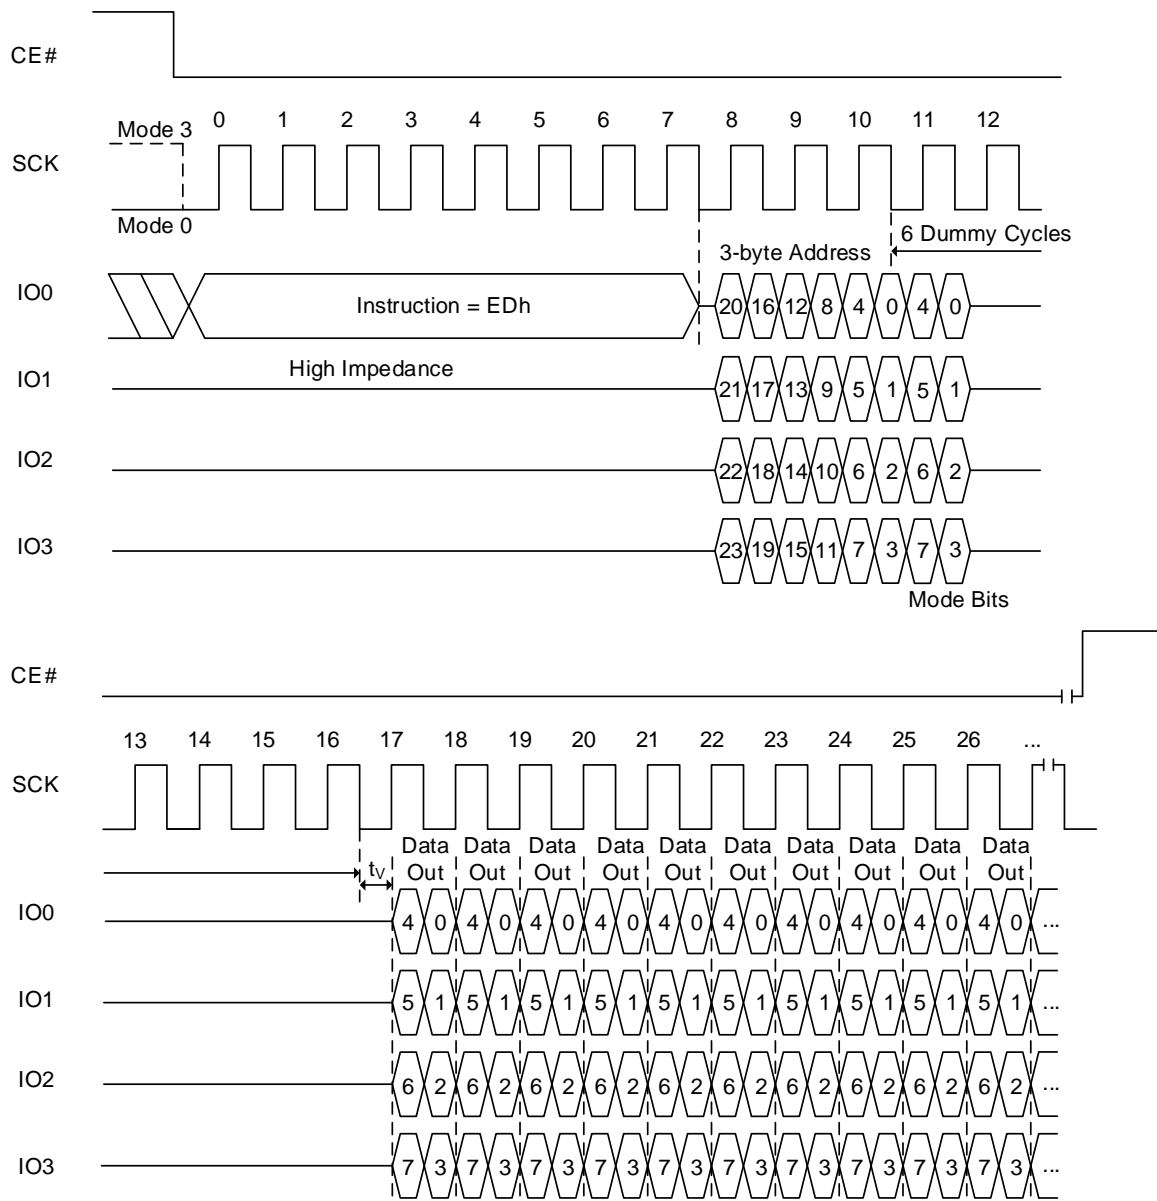 CE#
Mode 3 0 1 2 3 4 5 6 7 8 9 10 11 12
SCK
Mode 0
6 Dummy Cycles
3-byte Address
IO0 Instruction = EDh 20 16 12 8 4 0 4 0
High Impedance
IO1 21 17 13 9 5 1 5 1
IO2 22 18 14 10 6 2 6 2
IO3 23 19 15 11 7 3 7 3
Mode Bits
CE#
13 14 15 16 17 18 19 20 21 22 23 24 25 26 ...
SCK
Data Data Data Data Data Data Data Data Data Data
tV Out Out Out Out Out Out Out Out Out Out
IO0 4 0 4 0 4 0 4 0 4 0 4 0 4 0 4 0 4 0 4 0 ...
IO1 5 1 5 1 5 1 5 1 5 1 5 1 5 1 5 1 5 1 5 1 ...
IO2 6 2 6 2 6 2 6 2 6 2 6 2 6 2 6 2 6 2 6 2 ...
IO3 7 3 7 3 7 3 7 3 7 3 7 3 7 3 7 3 7 3 7 3 ...